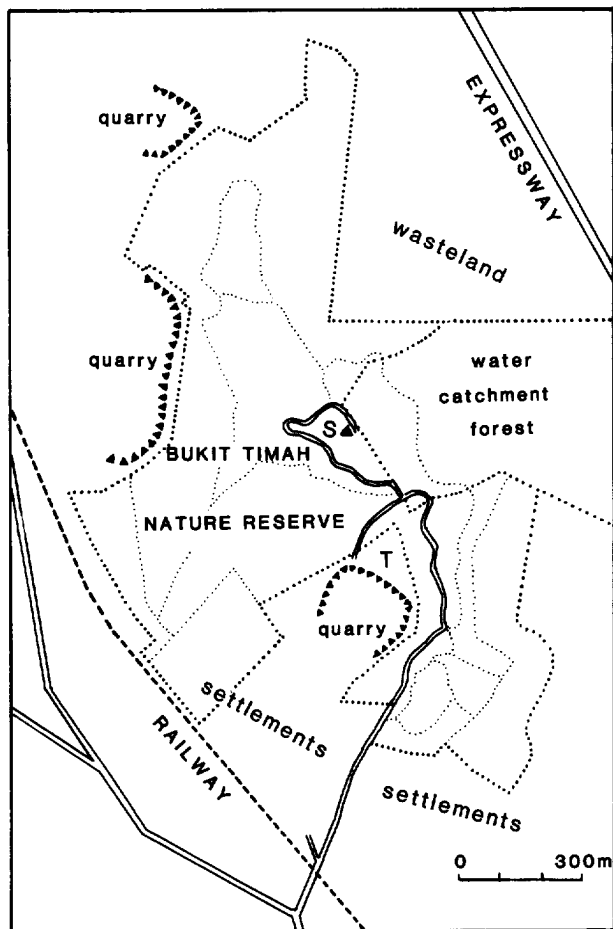 EXPRESSWAY
quarry
wasteland
quarry
water
catchment
forest
S
BUKIT TIMAH
NATURE RESERVE
T
quarry
settlements
RAILWAY
settlements
0 300m